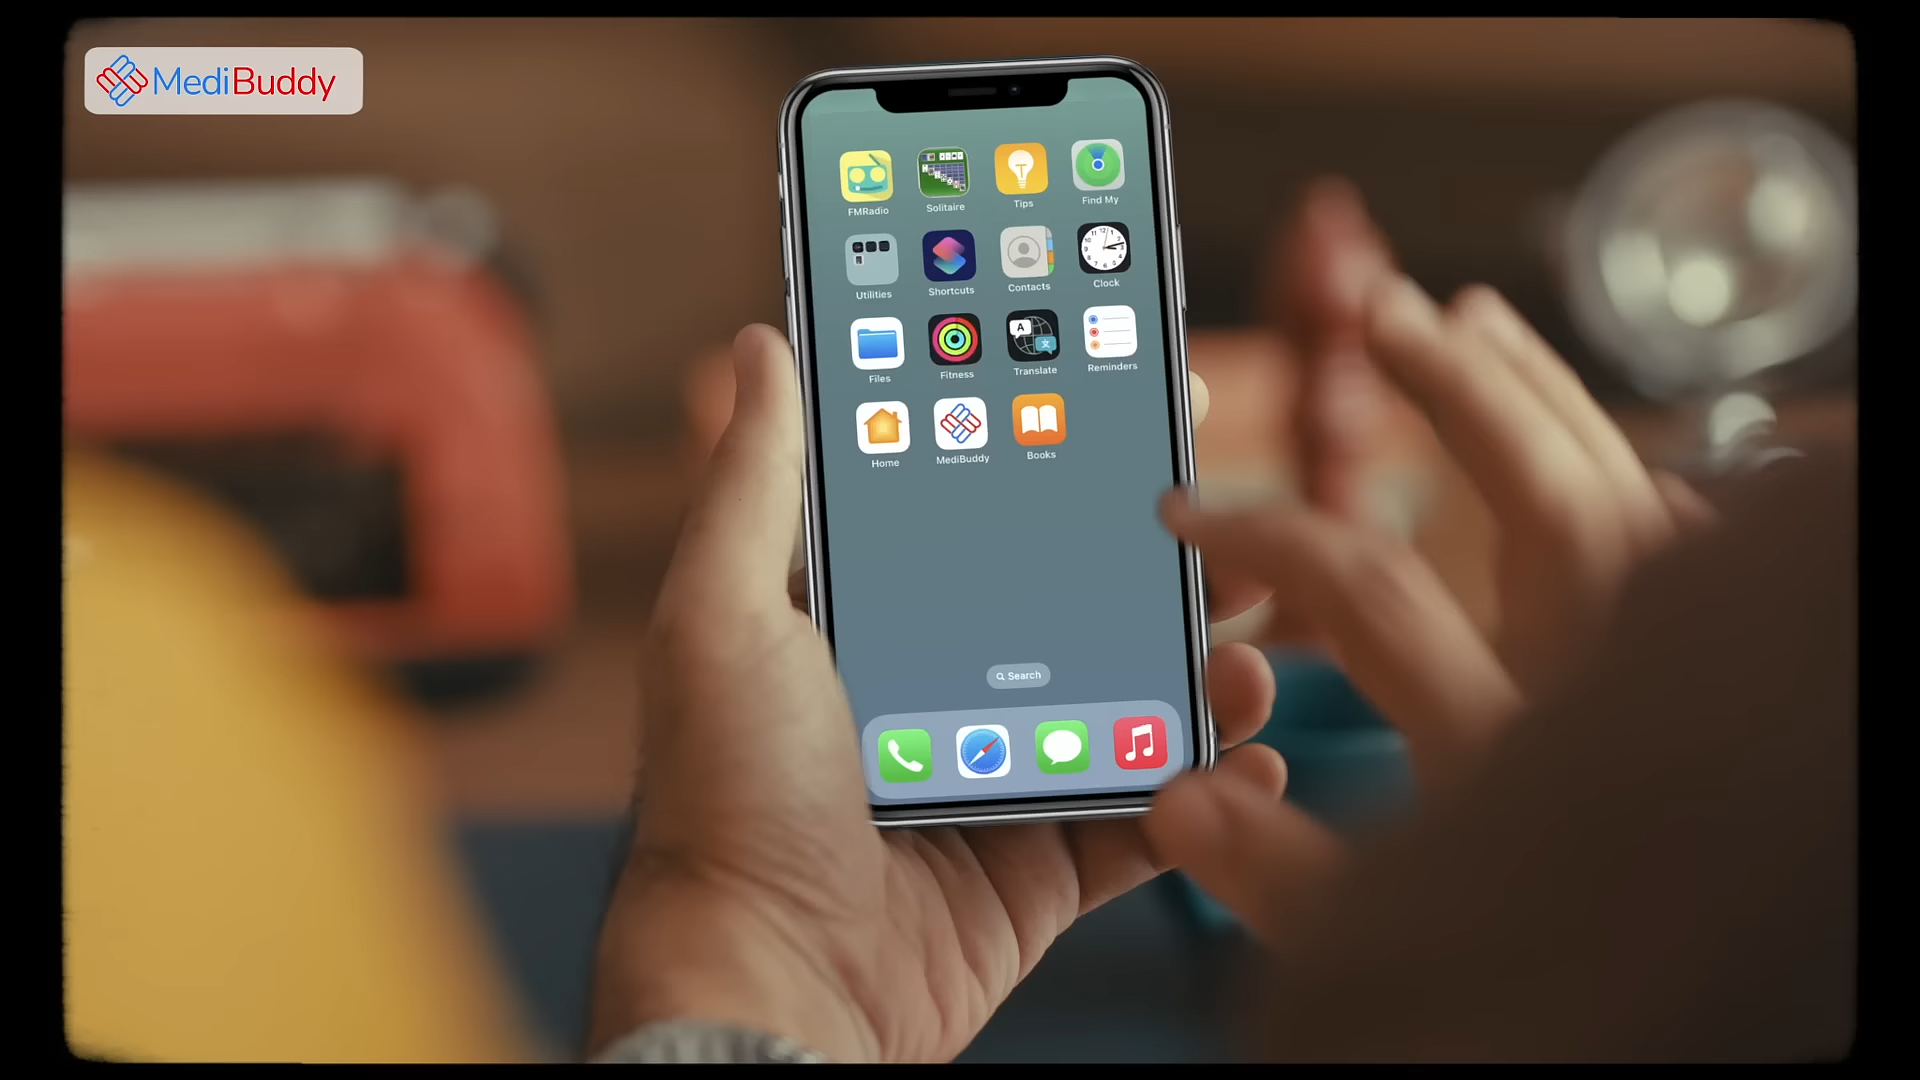 MediBuddy
FMRadio
Solitaire
Tips
Find My
Utilities
Shortcuts
Contacts
Clock
Files
Fitness
Translate
Reminders
Home
MediBuddy
Books
Search